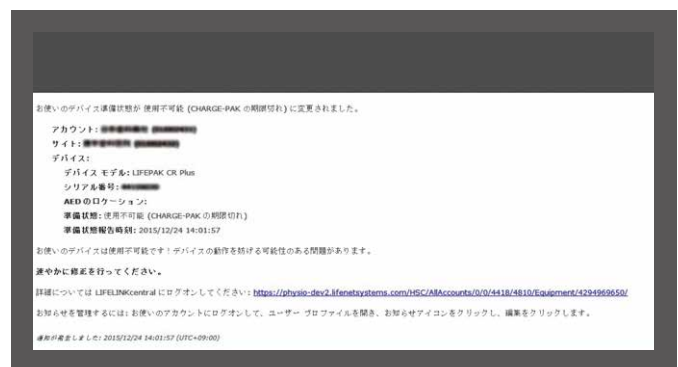 お使いのデバイス準備状態が 使用不可能 (CHARGE-PAK の期限切れ) に変更されました。
アカウント:
サイト:
デバイス:
デバイス モデル: LIFEPAK CR Plus
シリアル番号:
AED のロケーション:
準備状態: 使用不可能 (CHARGE-PAK の期限切れ)
準備状態報告時刻: 2015/12/24 14:01:57
お使いのデバイスは使用不可能です！デバイスの動作を妨げる可能性のある問題があります。
速やかに修正を行ってください。
詳細については LIFELINKcentral にログオンしてください: https://physio-dev2.lifenetsystems.com/HSC/AllAccounts/0/0/4418/4810/Equipment/4294969650/
お知らせを管理するには: お使いのアカウントにログオンして、ユーザー プロファイルを開き、お知らせアイコンをクリックし、編集をクリックします。
通知が発生しました: 2015/12/24 14:01:57 (UTC+09:00)